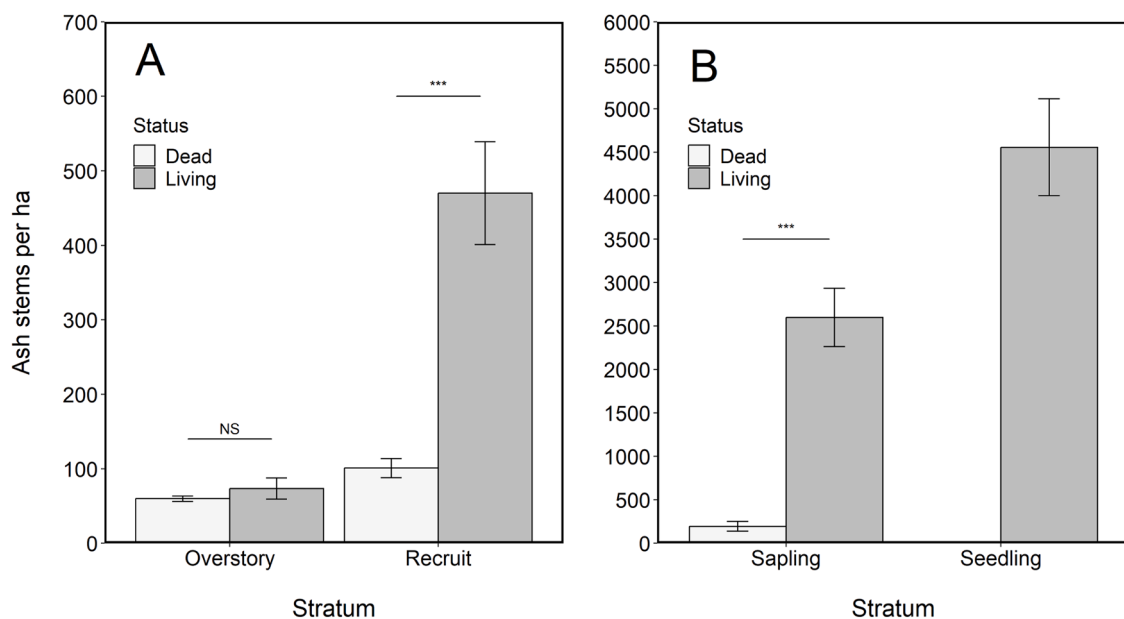 A
Status
Dead
Living
Ash stems per ha
700
600
500
400
300
200
100
0
NS
***
Overstory
Recruit
Stratum
B
Status
Dead
Living
6000
5500
5000
4500
4000
3500
3000
2500
2000
1500
1000
500
0
***
Sapling
Seedling
Stratum